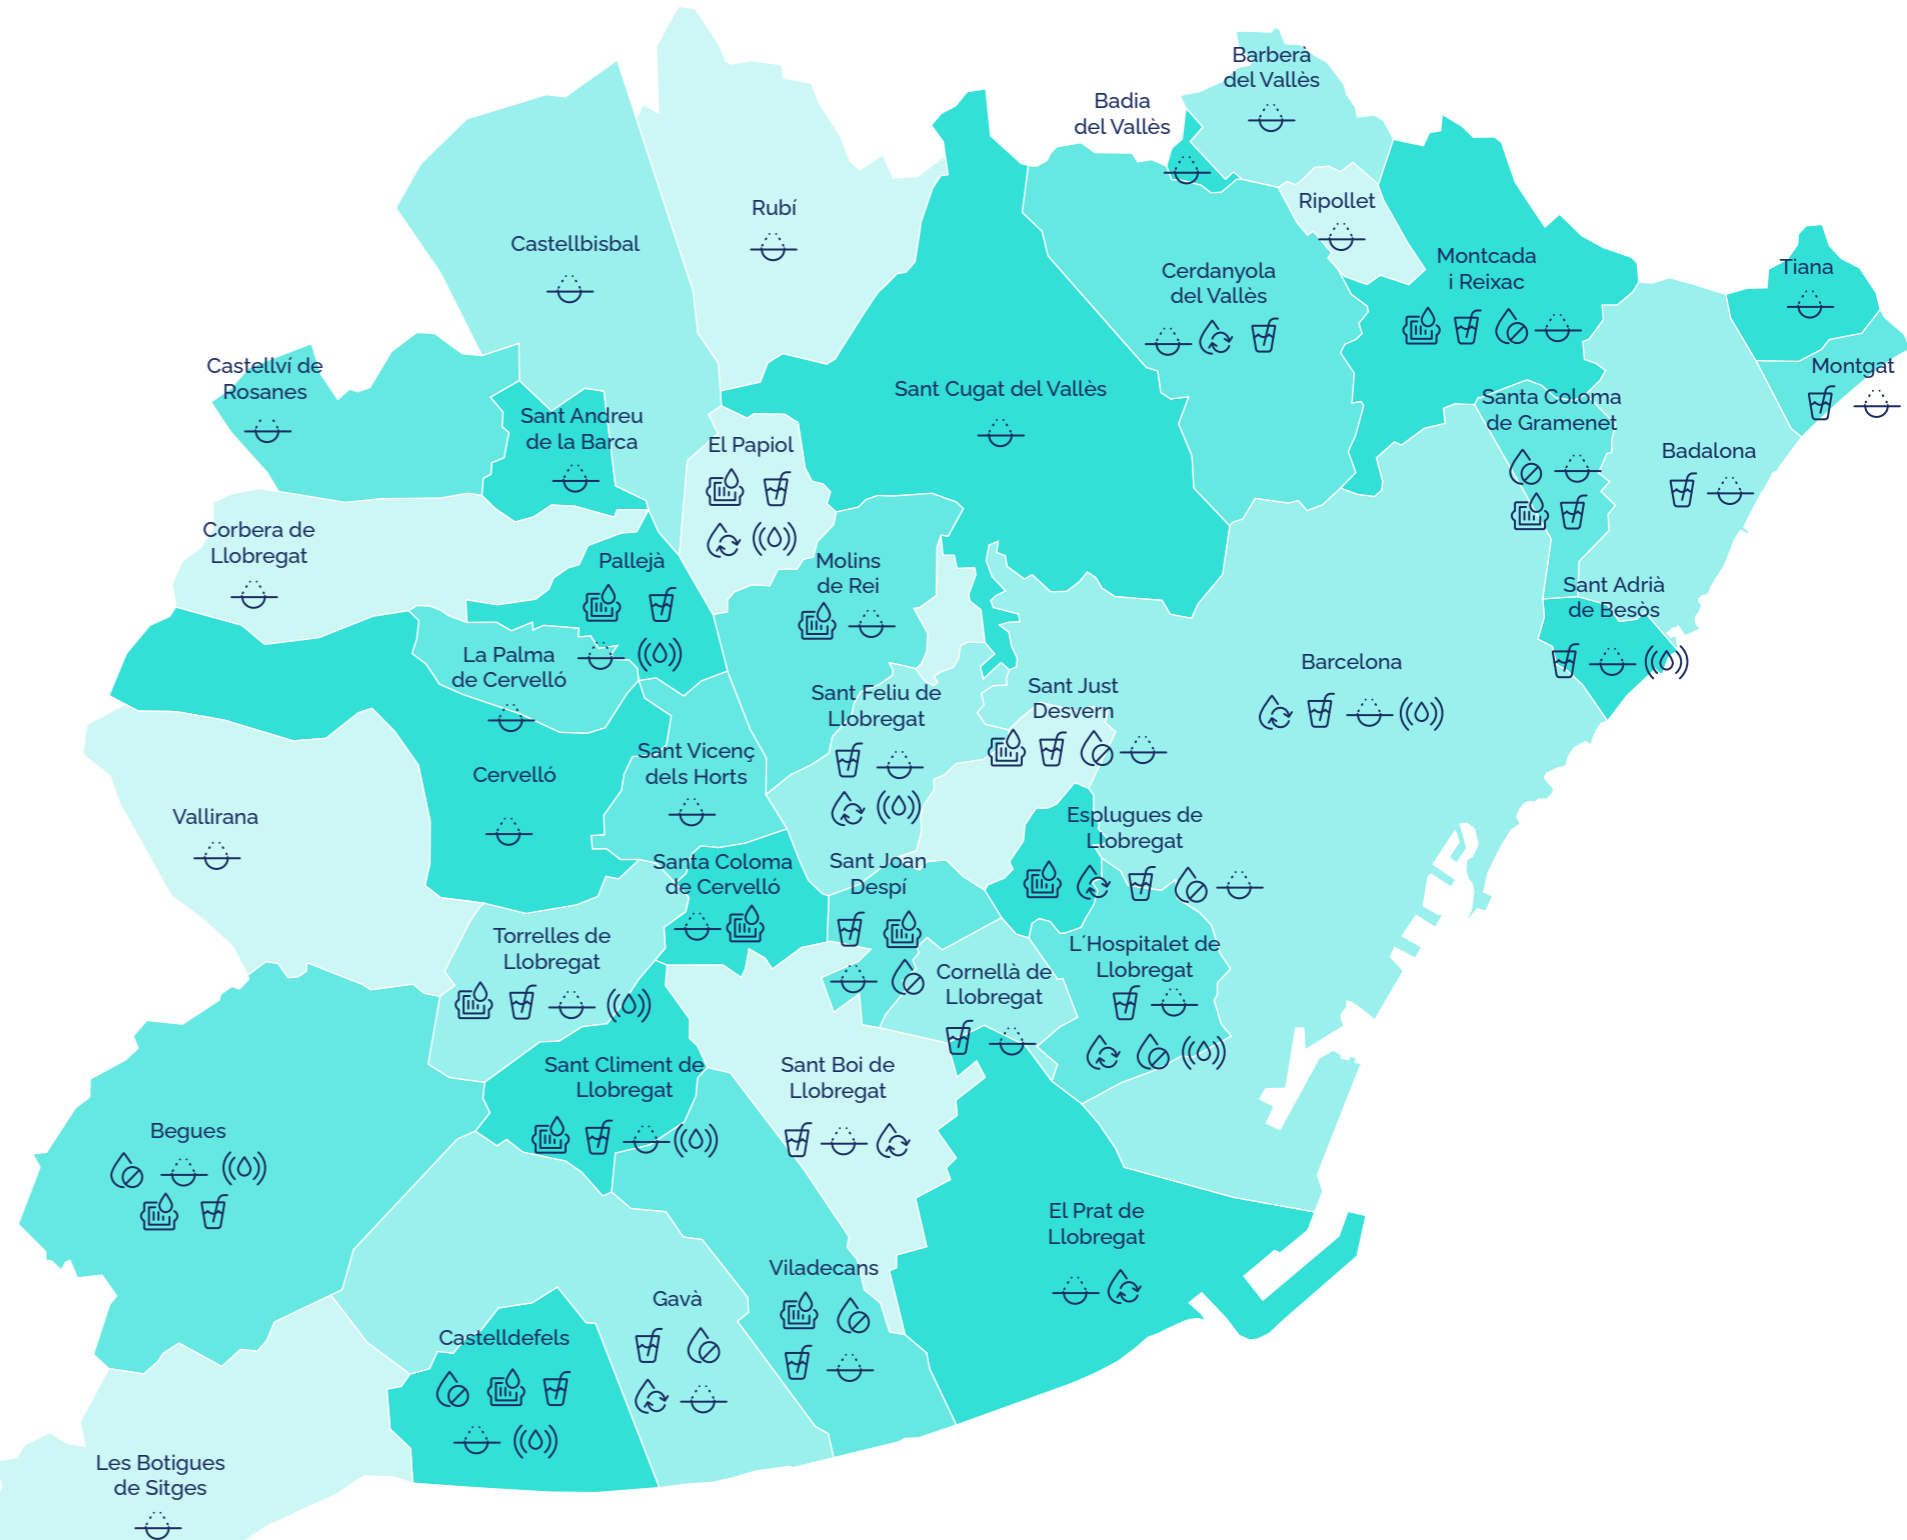 Barberà
del Vallès
Badia
del Vallès
Rubí
Ripollet
Castellbisbal
Cerdanyola
del Vallès
Montcada
i Reixac
Tiana
Castellví de
Rosanes
Sant Cugat del Vallès
Montgat
Sant Andreu
de la Barca
Santa Coloma
de Gramenet
El Papiol
Badalona
Corbera de
Llobregat
Pallejà
Molins
de Rei
Sant Adrià
de Besòs
La Palma
de Cervelló
Barcelona
Sant Feliu de
Llobregat
Sant Just
Desvern
Sant Vicenç
dels Horts
Cervelló
Vallirana
Esplugues de
Llobregat
Santa Coloma
de Cervelló
Sant Joan
Despí
Torrelles de
Llobregat
L´Hospitalet de
Llobregat
Cornellà de
Llobregat
Sant Climent de
Llobregat
Sant Boi de
Llobregat
Begues
El Prat de
Llobregat
Viladecans
Gavà
Castelldefels
Les Botigues
de Sitges